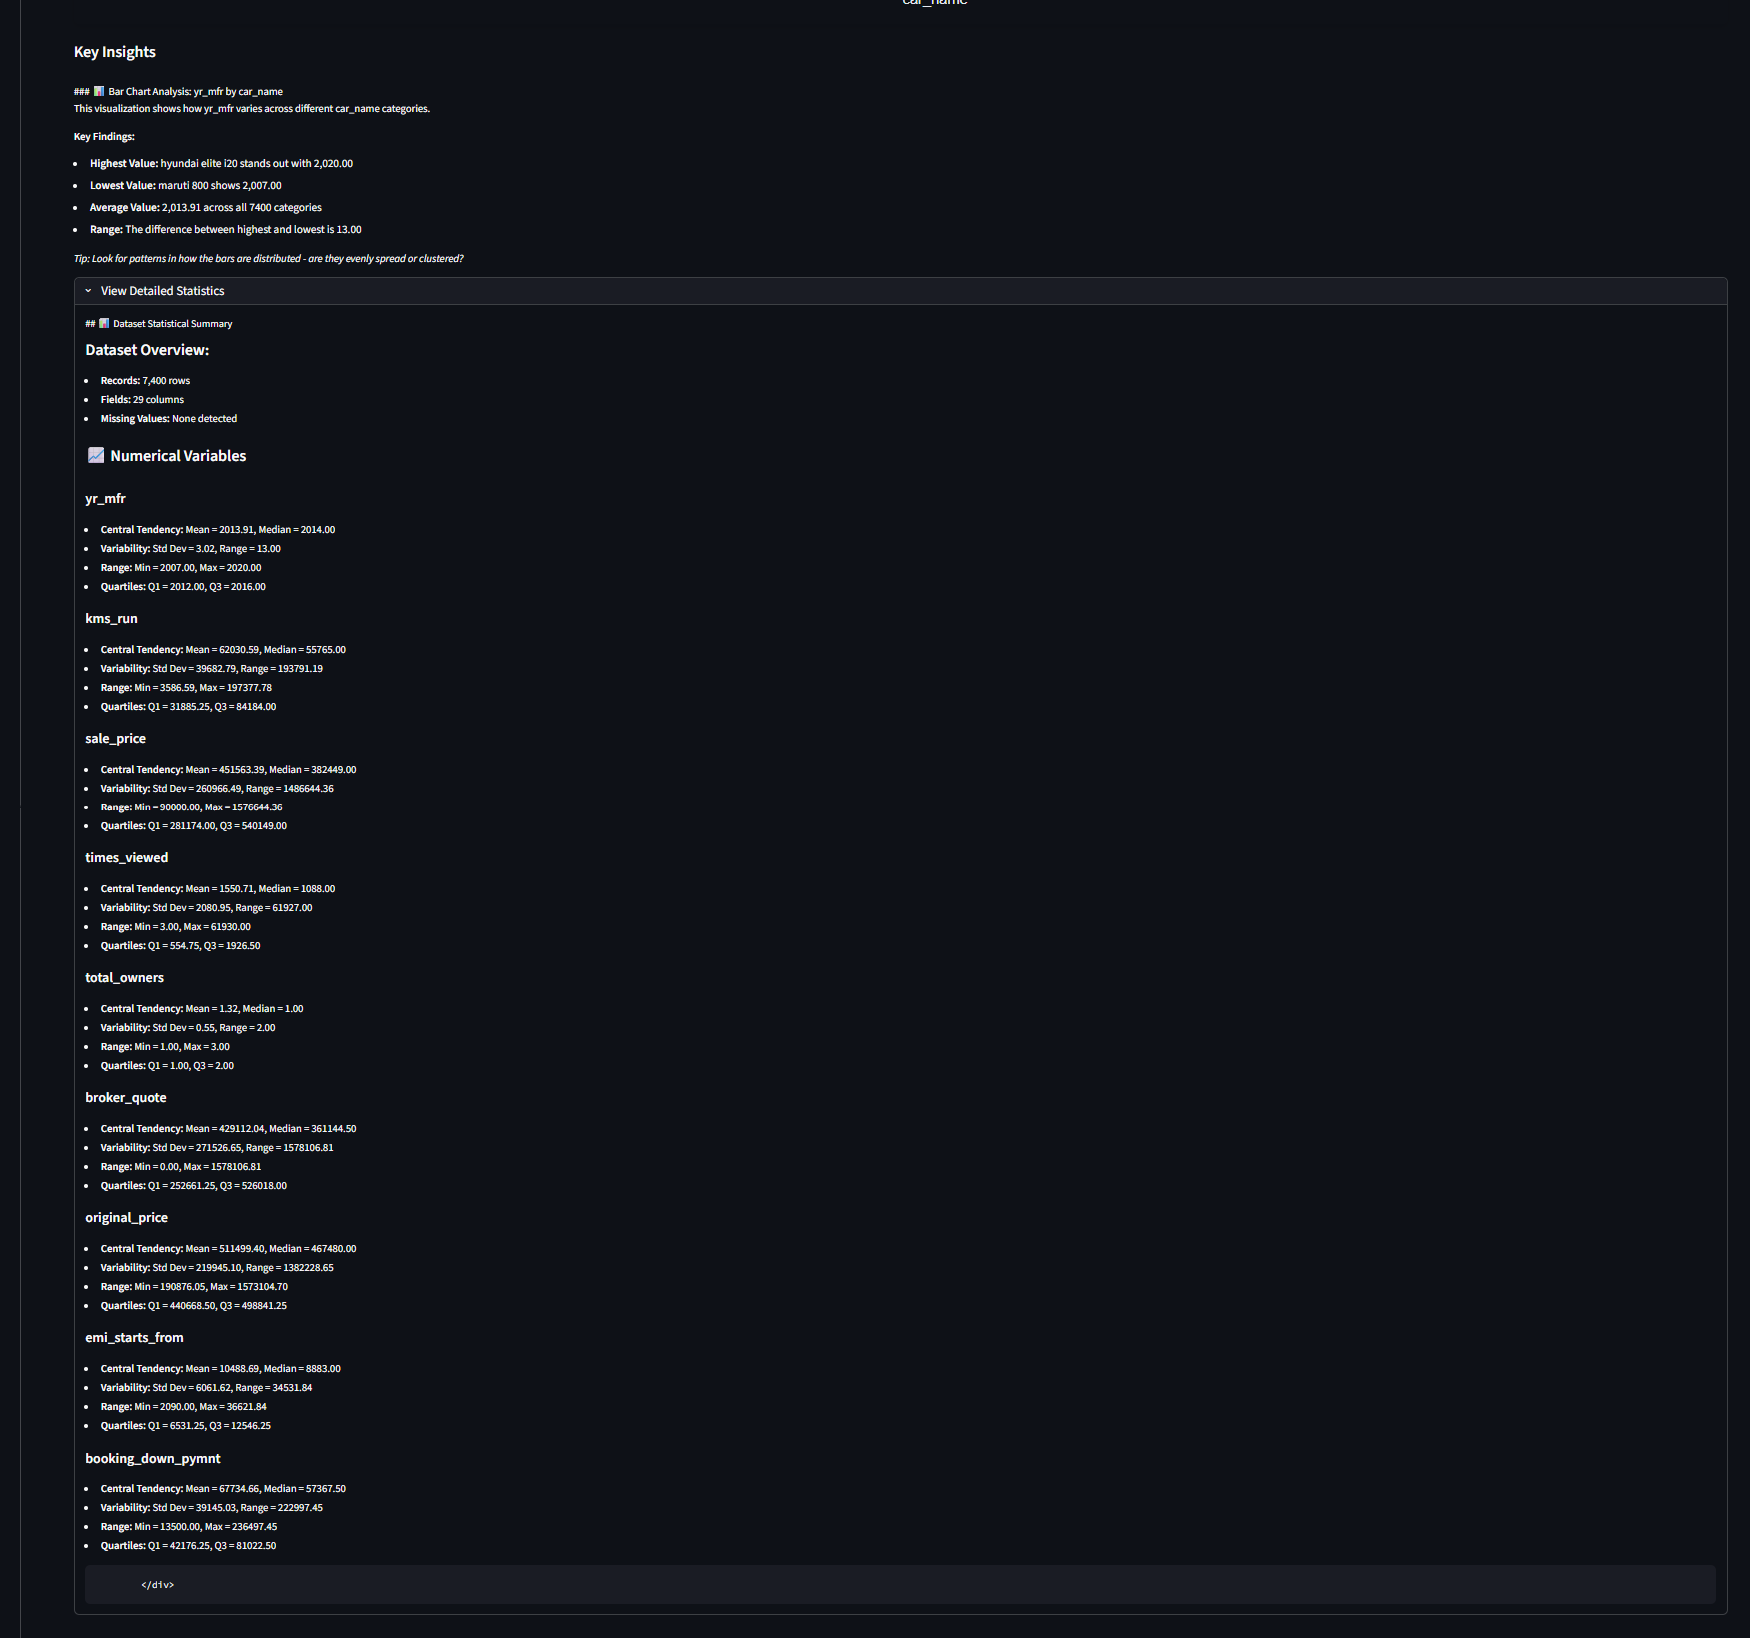 car_name
Key Insights
### 📊 Bar Chart Analysis: yr_mfr by car_name
This visualization shows how yr_mfr varies across different car_name categories.
Key Findings:
Highest Value: hyundai elite i20 stands out with 2,020.00
Lowest Value: maruti 800 shows 2,007.00
Average Value: 2,013.91 across all 7400 categories
Range: The difference between highest and lowest is 13.00
Tip: Look for patterns in how the bars are distributed - are they evenly spread or clustered?
View Detailed Statistics
## 📊 Dataset Statistical Summary
Dataset Overview:
Records: 7,400 rows
Fields: 29 columns
Missing Values: None detected
📈 Numerical Variables
yr_mfr
Central Tendency: Mean = 2013.91, Median = 2014.00
Variability: Std Dev = 3.02, Range = 13.00
Range: Min = 2007.00, Max = 2020.00
Quartiles: Q1 = 2012.00, Q3 = 2016.00
kms_run
Central Tendency: Mean = 62030.59, Median = 55765.00
Variability: Std Dev = 39682.79, Range = 193791.19
Range: Min = 3586.59, Max = 197377.78
Quartiles: Q1 = 31885.25, Q3 = 84184.00
sale_price
Central Tendency: Mean = 451563.39, Median = 382449.00
Variability: Std Dev = 260966.49, Range = 1486644.36
Range: Min = 90000.00, Max = 1576644.36
Quartiles: Q1 = 281174.00, Q3 = 540149.00
times_viewed
Central Tendency: Mean = 1550.71, Median = 1088.00
Variability: Std Dev = 2080.95, Range = 61927.00
Range: Min = 3.00, Max = 61930.00
Quartiles: Q1 = 554.75, Q3 = 1926.50
total_owners
Central Tendency: Mean = 1.32, Median = 1.00
Variability: Std Dev = 0.55, Range = 2.00
Range: Min = 1.00, Max = 3.00
Quartiles: Q1 = 1.00, Q3 = 2.00
broker_quote
Central Tendency: Mean = 429112.04, Median = 361144.50
Variability: Std Dev = 271526.65, Range = 1578106.81
Range: Min = 0.00, Max = 1578106.81
Quartiles: Q1 = 252661.25, Q3 = 526018.00
original_price
Central Tendency: Mean = 511499.40, Median = 467480.00
Variability: Std Dev = 219945.10, Range = 1382228.65
Range: Min = 190876.05, Max = 1573104.70
Quartiles: Q1 = 440668.50, Q3 = 498841.25
emi_starts_from
Central Tendency: Mean = 10488.69, Median = 8883.00
Variability: Std Dev = 6061.62, Range = 34531.84
Range: Min = 2090.00, Max = 36621.84
Quartiles: Q1 = 6531.25, Q3 = 12546.25
booking_down_pymnt
Central Tendency: Mean = 67734.66, Median = 57367.50
Variability: Std Dev = 39145.03, Range = 222997.45
Range: Min = 13500.00, Max = 236497.45
Quartiles: Q1 = 42176.25, Q3 = 81022.50
</div>